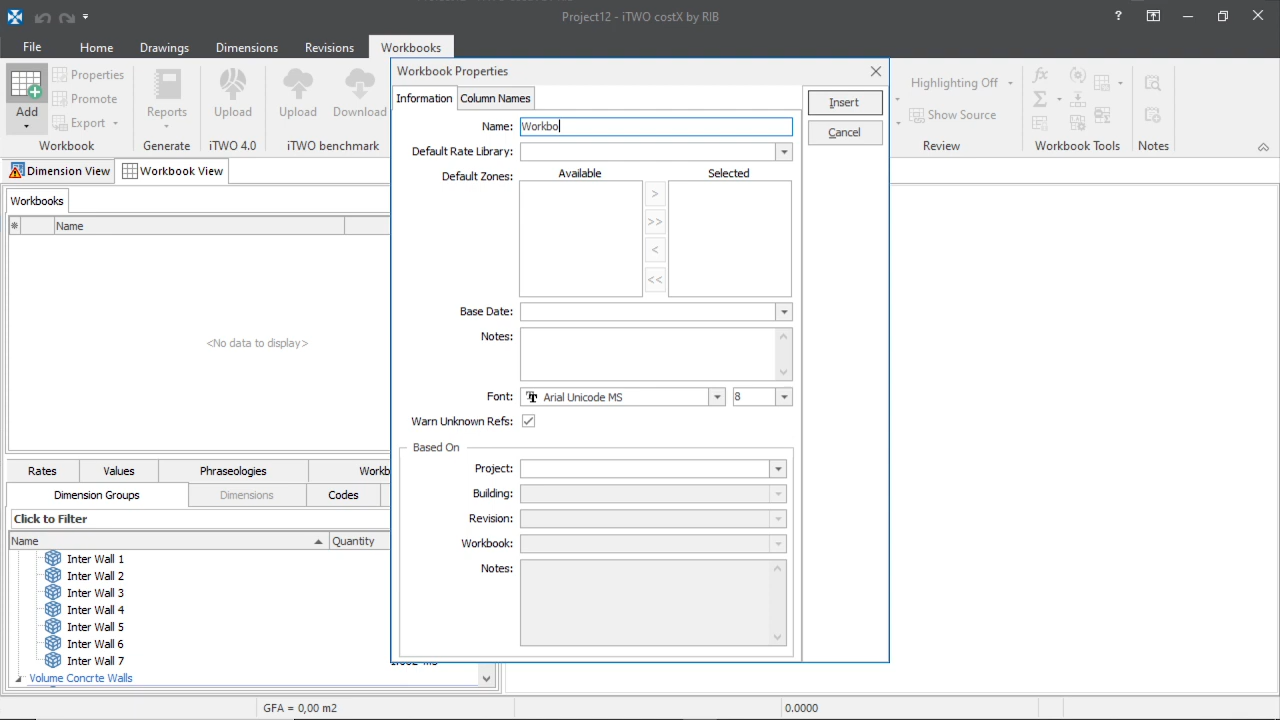 Project12 - iTWO costX by RIB
?
File
Home
Drawings
Dimensions
Revisions
Workbooks
Add
Properties
Promote
Export
Workbook
Reports
Generate
Upload
iTWO 4.0
Upload
Download
iTWO benchmark
Highlighting Off
Show Source
Review
Workbook Tools
Notes
Dimension View
Workbook View
Workbooks
Name
<No data to display>
Rates
Values
Phraseologies
Workb
Dimension Groups
Dimensions
Codes
Click to Filter
Name
Quantity
Inter Wall 1
Inter Wall 2
Inter Wall 3
Inter Wall 4
Inter Wall 5
Inter Wall 6
Inter Wall 7
Volume Concrte Walls
Workbook Properties
Information
Column Names
Name: Workbo
Default Rate Library:
Default Zones:
Available
Selected
>
>>
<
<<
Base Date:
Notes:
Font: Arial Unicode MS 8
Warn Unknown Refs:
Based On
Project:
Building:
Revision:
Workbook:
Notes:
Insert
Cancel
GFA = 0,00 m2
0.0000